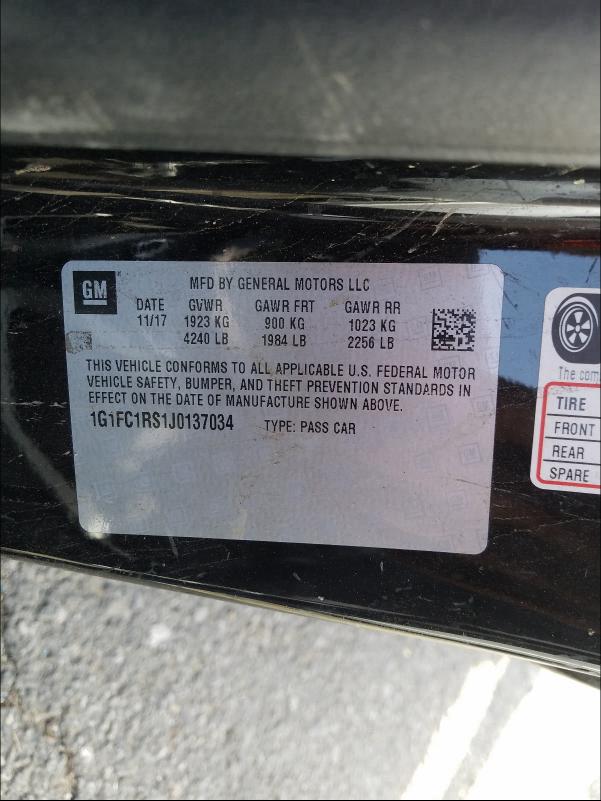 GM
MFD BY GENERAL MOTORS LLC
DATE GVWR GAWR FRT GAWR RR
11/17 1923 KG 900 KG 1023 KG
4240 LB 1984 LB 2256 LB
THIS VEHICLE CONFORMS TO ALL APPLICABLE U.S. FEDERAL MOTOR
VEHICLE SAFETY, BUMPER, AND THEFT PREVENTION STANDARDS IN
EFFECT ON THE DATE OF MANUFACTURE SHOWN ABOVE.
1G1FC1RS1J0137034 TYPE: PASS CAR
The com
TIRE
FRONT
REAR
SPARE